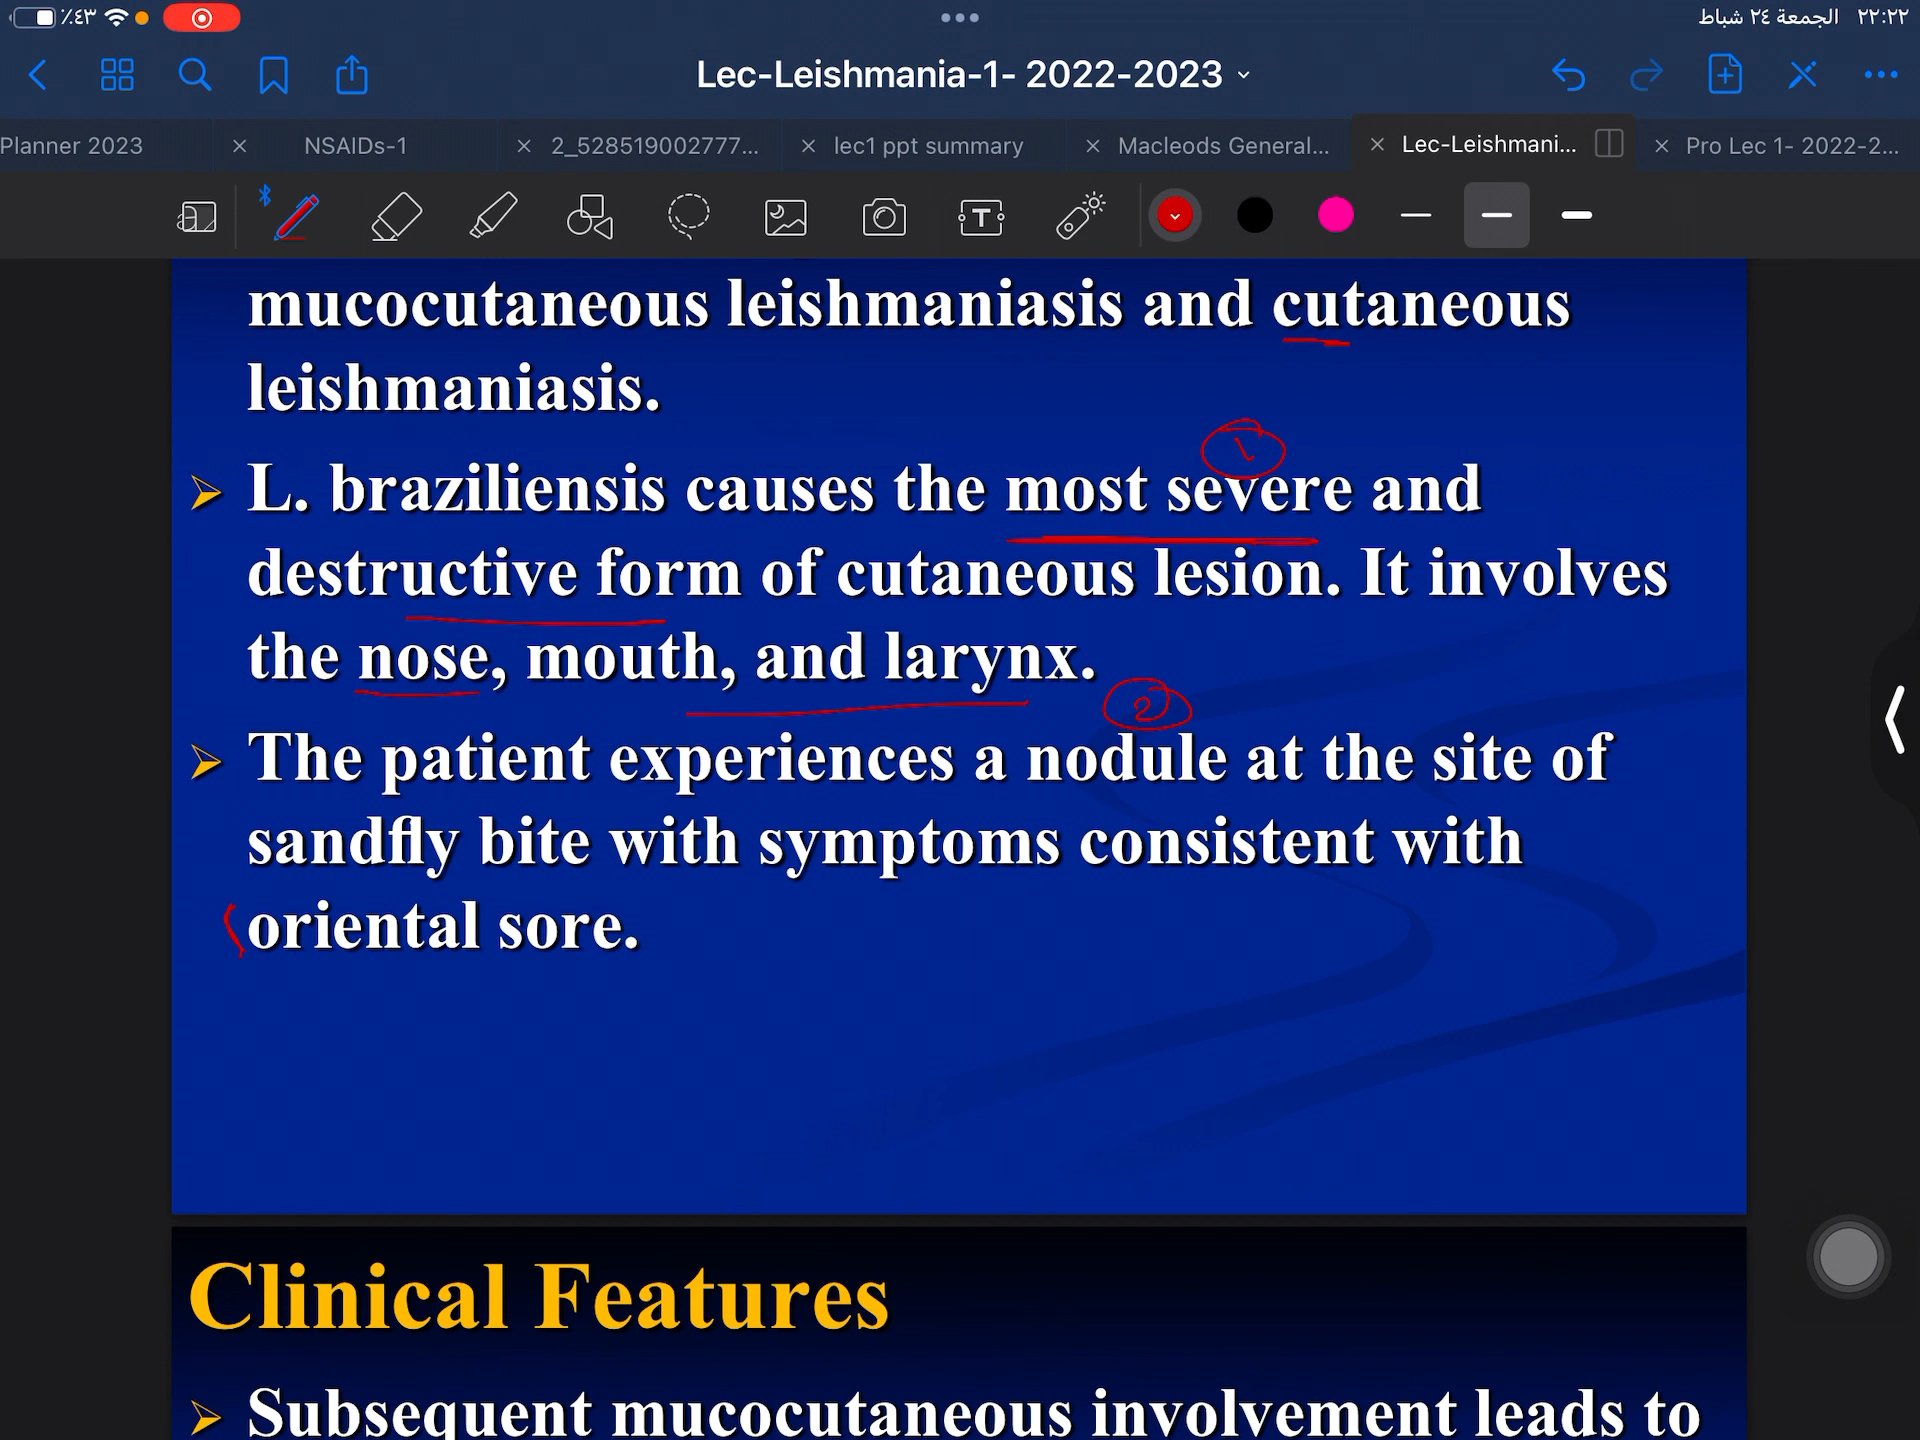 ٪٤٣
الجمعة ٢٤ شباط ٢٢:٢٢
Lec-Leishmania-1- 2022-2023
Planner 2023
NSAIDs-1
2_528519002777...
lec1 ppt summary
Macleods General...
Lec-Leishmani...
Pro Lec 1- 2022-2...
a
T
mucocutaneous leishmaniasis and cutaneous
leishmaniasis.
1
L. braziliensis causes the most severe and
destructive form of cutaneous lesion. It involves
the nose, mouth, and larynx.
2
The patient experiences a nodule at the site of
sandfly bite with symptoms consistent with
oriental sore.
Clinical Features
Subsequent mucocutaneous involvement leads to